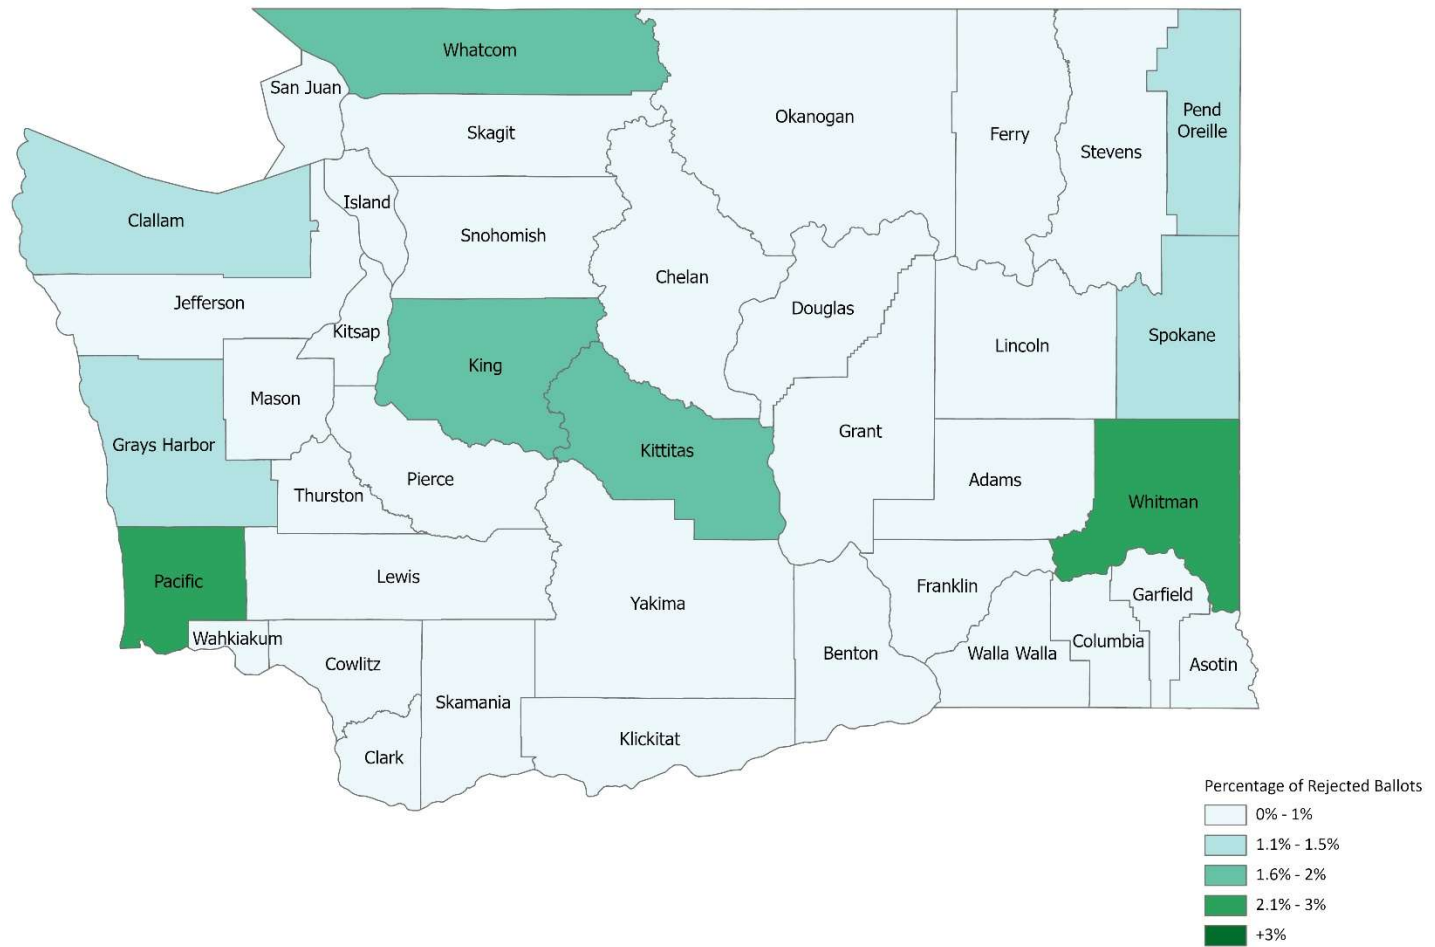 Whatcom
San Juan
Skagit
Okanogan
Ferry
Stevens
Pend
Oreille
Clallam
Island
Snohomish
Chelan
Jefferson
Kitsap
Douglas
Lincoln
Spokane
King
Mason
Grays Harbor
Kittitas
Grant
Pierce
Thurston
Adams
Whitman
Pacific
Lewis
Yakima
Franklin
Garfield
Wahkiakum
Cowlitz
Benton
Walla Walla
Columbia
Asotin
Skamania
Klickitat
Clark
Percentage of Rejected Ballots
0% - 1%
1.1% - 1.5%
1.6% - 2%
2.1% - 3%
+3%